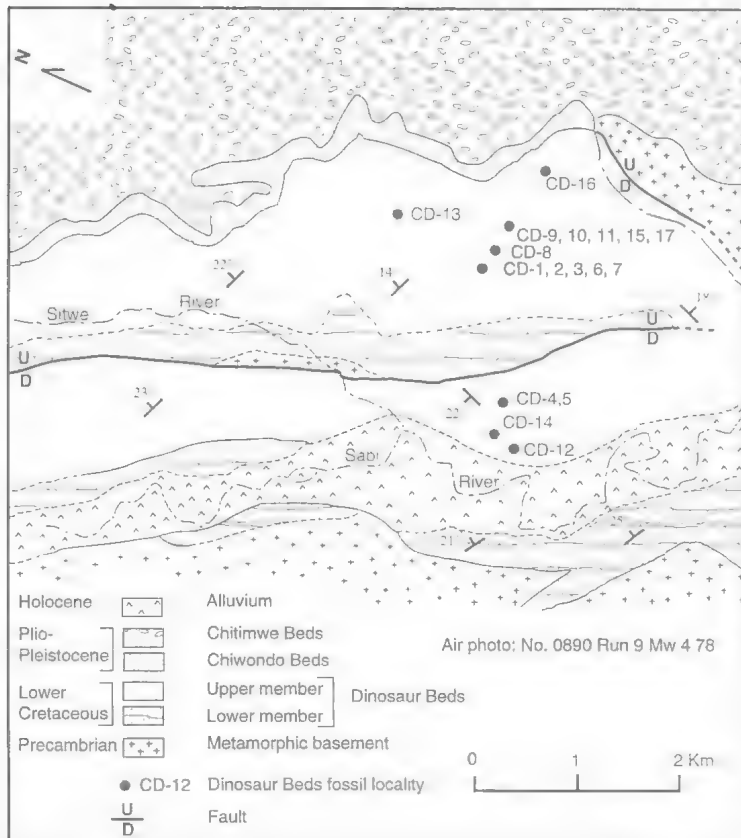 N
U
D
CD-16
CD-13
CD-9, 10, 11, 15, 17
CD-8
CD-1, 2, 3, 6, 7
22
14
Sitwe River
U
D
U
D
23
22
CD-4,5
CD-14
CD-12
Sabi
River
21
25
Holocene Alluvium
Plio-
Pleistocene
Chitimwe Beds
Chiwondo Beds
Air photo: No. 0890 Run 9 Mw 4 78
Lower
Cretaceous
Upper member
Lower member
Dinosaur Beds
Precambrian Metamorphic basement
0 1 2 Km
CD-12 Dinosaur Beds fossil locality
U
D
Fault